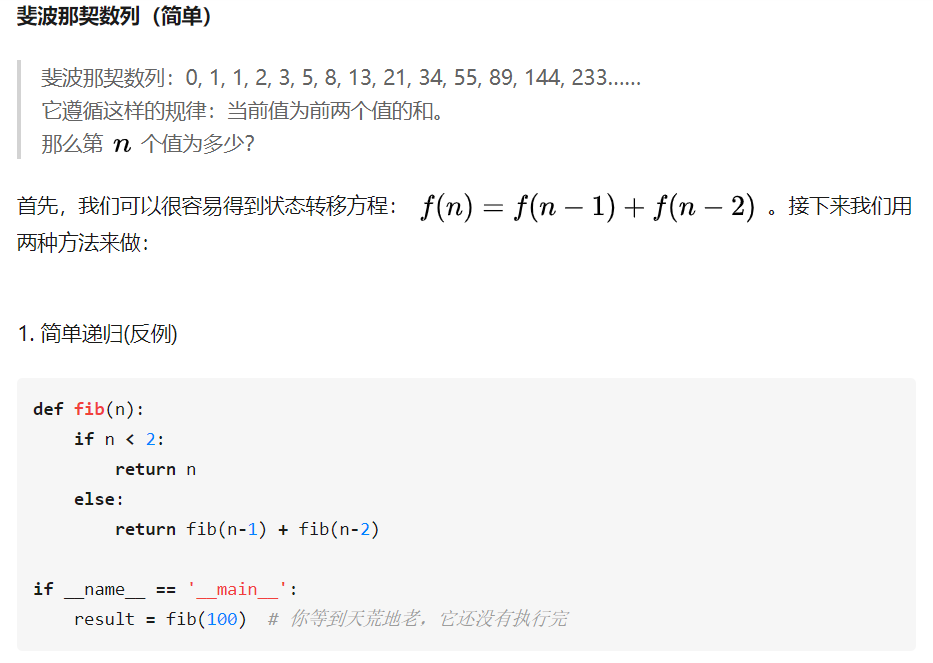 斐波那契数列（简单）
斐波那契数列：0, 1, 1, 2, 3, 5, 8, 13, 21, 34, 55, 89, 144, 233……
它遵循这样的规律：当前值为前两个值的和。
那么第 n 个值为多少？
首先，我们可以很容易得到状态转移方程： f(n) = f(n − 1) + f(n − 2) 。接下来我们用
两种方法来做：
1. 简单递归(反例)
def fib(n):
    if n < 2:
        return n
    else:
        return fib(n-1) + fib(n-2)
if __name__ == '__main__':
    result = fib(100)  # 你等到天荒地老，它还没有执行完